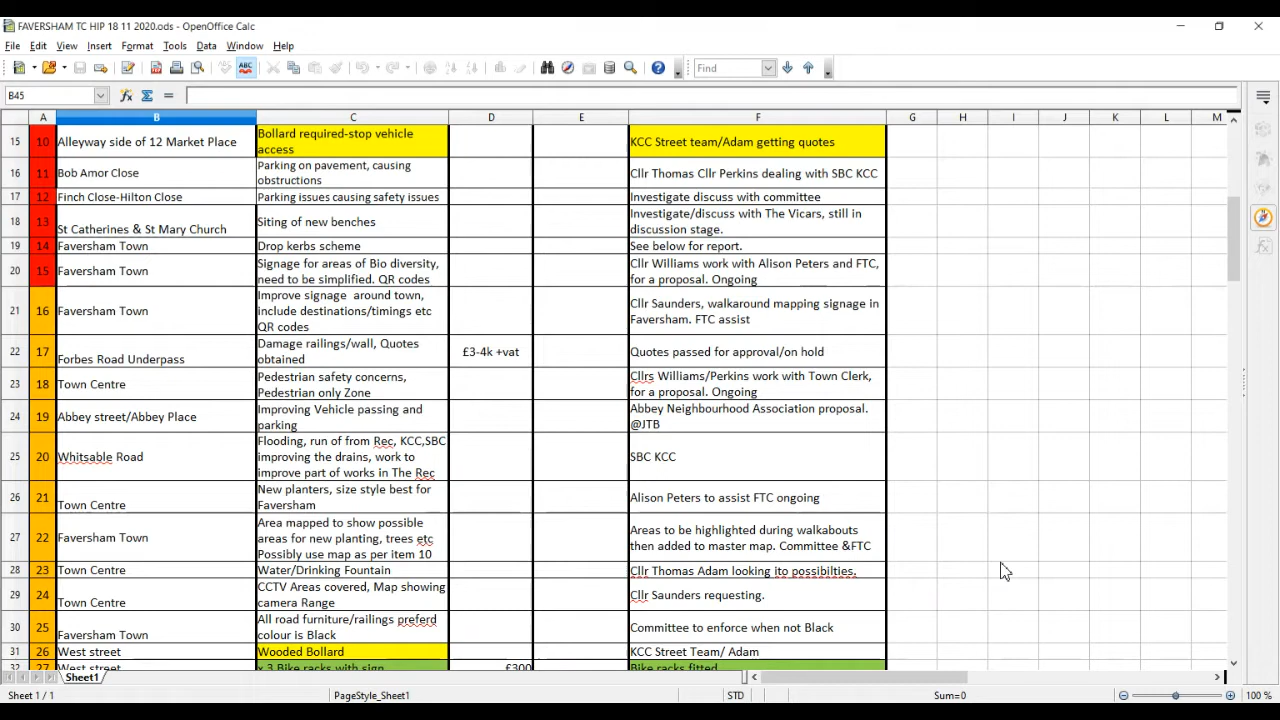 FAVERSHAM TC HIP 18 11 2020.ods - OpenOffice Calc
File Edit View Insert Format Tools Data Window Help
ABC Find
B45
A B C D E F G H I J K L M
15 10 Alleyway side of 12 Market Place Bollard required-stop vehicle access KCC Street team/Adam getting quotes
16 11 Bob Amor Close Parking on pavement, causing obstructions Cllr Thomas Cllr Perkins dealing with SBC KCC
17 12 Finch Close-Hilton Close Parking issues causing safety issues Investigate discuss with committee
18 13 St Catherines & St Mary Church Siting of new benches Investigate/discuss with The Vicars, still in discussion stage.
19 14 Faversham Town Drop kerbs scheme See below for report.
20 15 Faversham Town Signage for areas of Bio diversity, need to be simplified. QR codes Cllr Williams work with Alison Peters and FTC, for a proposal. Ongoing
21 16 Faversham Town Improve signage around town, include destinations/timings etc QR codes Cllr Saunders, walkaround mapping signage in Faversham. FTC assist
22 17 Forbes Road Underpass Damage railings/wall, Quotes obtained £3-4k +vat Quotes passed for approval/on hold
23 18 Town Centre Pedestrian safety concerns, Pedestrian only Zone Cllrs Williams/Perkins work with Town Clerk, for a proposal. Ongoing
24 19 Abbey street/Abbey Place Improving Vehicle passing and parking Abbey Neighbourhood Association proposal. @JTB
25 20 Whitsable Road Flooding, run of from Rec, KCC,SBC improving the drains, work to improve part of works in The Rec SBC KCC
26 21 Town Centre New planters, size style best for Faversham Alison Peters to assist FTC ongoing
27 22 Faversham Town Area mapped to show possible areas for new planting, trees etc Possibly use map as per item 10 Areas to be highlighted during walkabouts then added to master map. Committee &FTC
28 23 Town Centre Water/Drinking Fountain Cllr Thomas Adam looking ito possibilties.
29 24 Town Centre CCTV Areas covered, Map showing camera Range Cllr Saunders requesting.
30 25 Faversham Town All road furniture/railings preferd colour is Black Committee to enforce when not Black
31 26 West street Wooded Bollard KCC Street Team/ Adam
32 27 West street x 3 Bike racks with sign £300 Bike racks fitted
Sheet1
Sheet 1 / 1 PageStyle_Sheet1 STD Sum=0 100 %